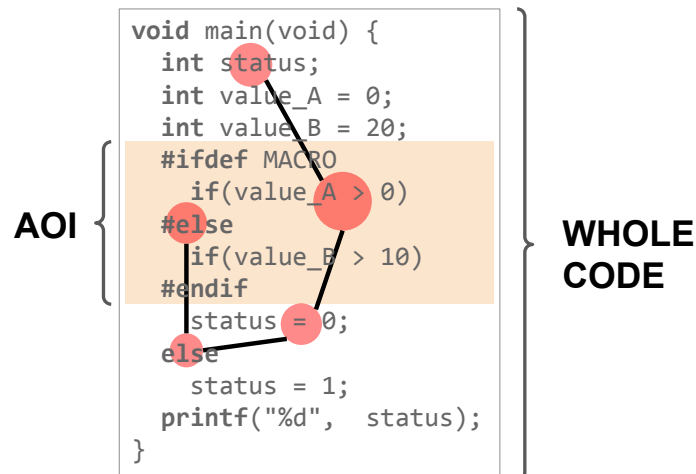 void main(void) {
int status;
int value_A = 0;
int value_B = 20;
#ifdef MACRO
if(value_A > 0)
#else
if(value_B > 10)
#endif
status = 0;
else
status = 1;
printf("%d", status);
}
AOI
WHOLE
CODE